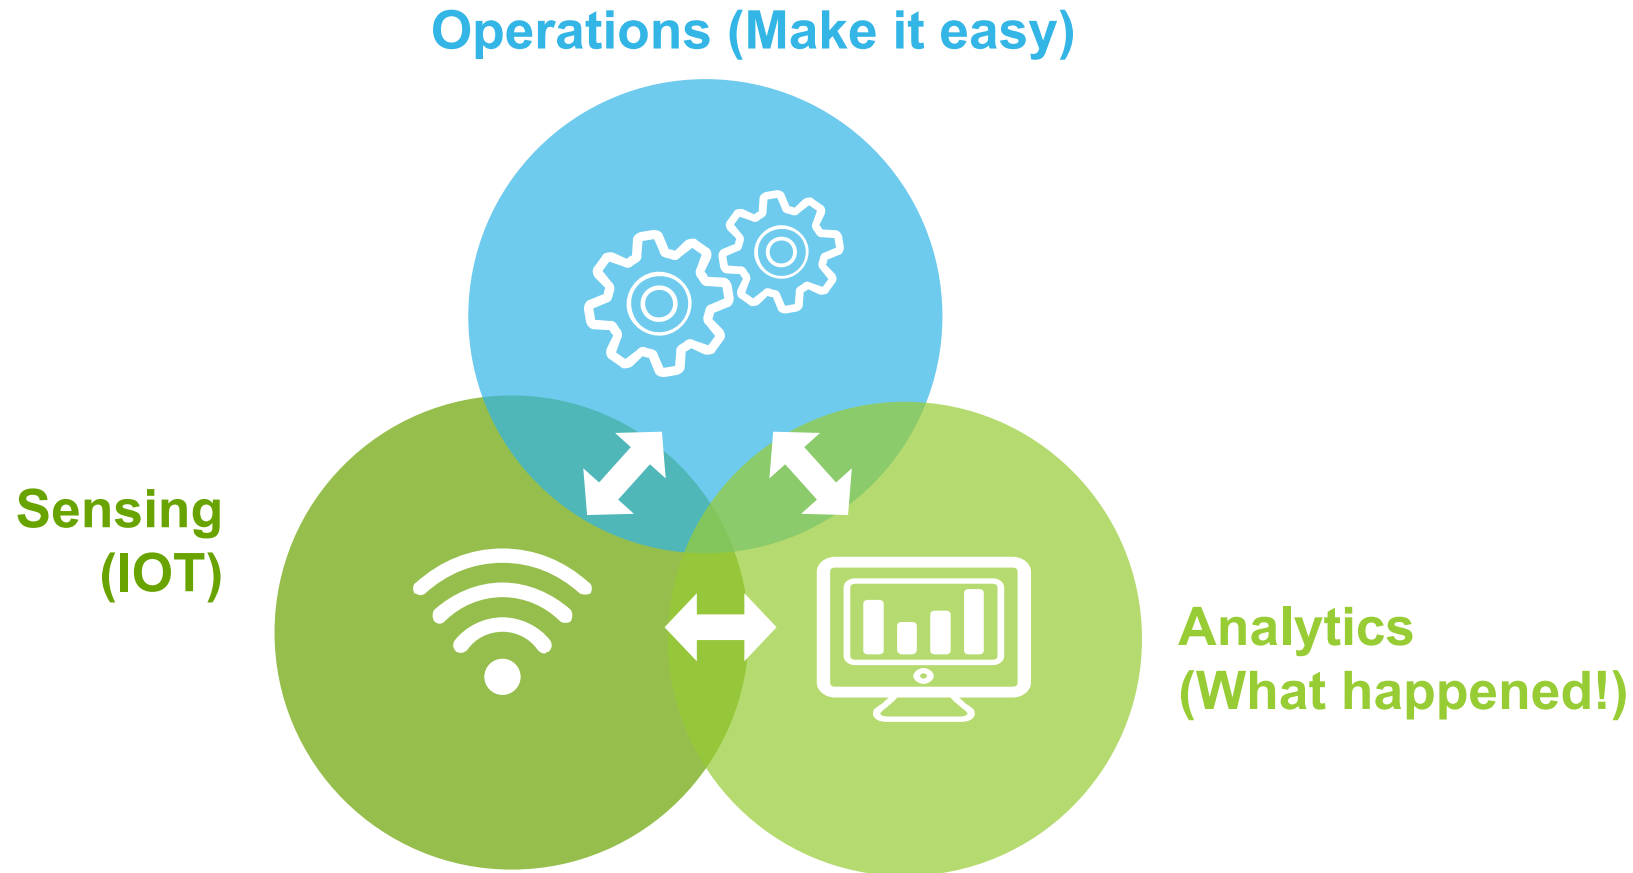 Operations (Make it easy)
Sensing
(IOT)
Analytics
(What happened!)